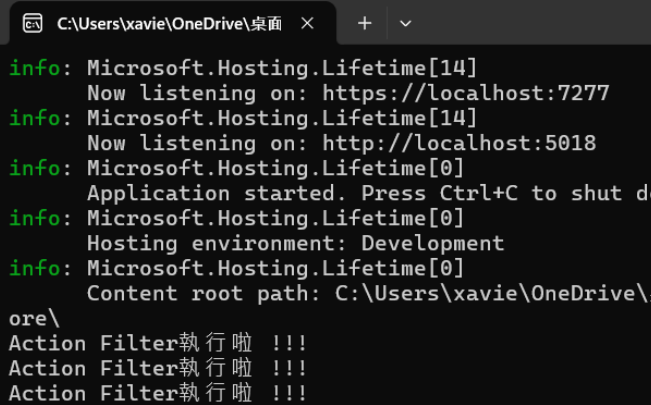 C:\Users\xavie\OneDrive\桌面
info: Microsoft.Hosting.Lifetime[14]
Now listening on: https://localhost:7277
info: Microsoft.Hosting.Lifetime[14]
Now listening on: http://localhost:5018
info: Microsoft.Hosting.Lifetime[0]
Application started. Press Ctrl+C to shut
info: Microsoft.Hosting.Lifetime[0]
Hosting environment: Development
info: Microsoft.Hosting.Lifetime[0]
Content root path: C:\Users\xavie\OneDrive\
ore\
Action Filter執行啦 !!!
Action Filter執行啦 !!!
Action Filter執行啦 !!!